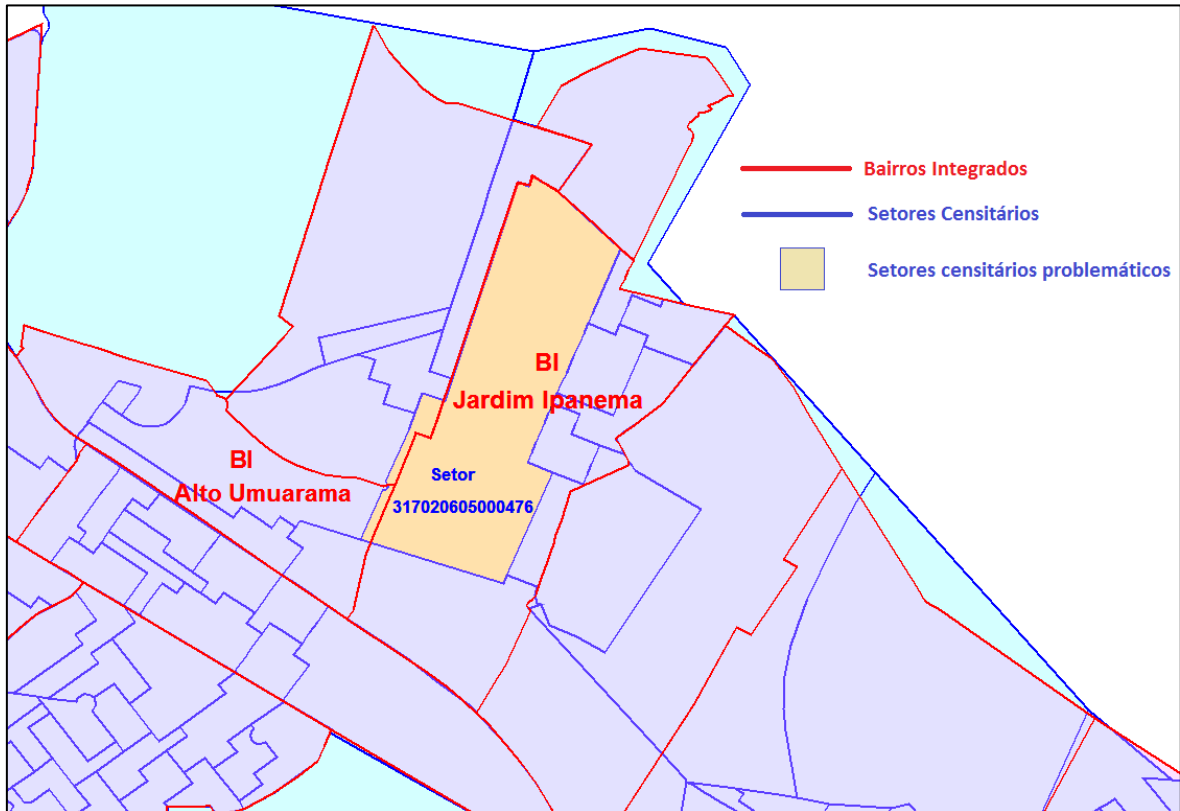 Bairros Integrados
Setores Censitários
Setores censitários problemáticos
BI
Jardim Ipanema
BI
Alto Umuarama
Setor
317020605000476